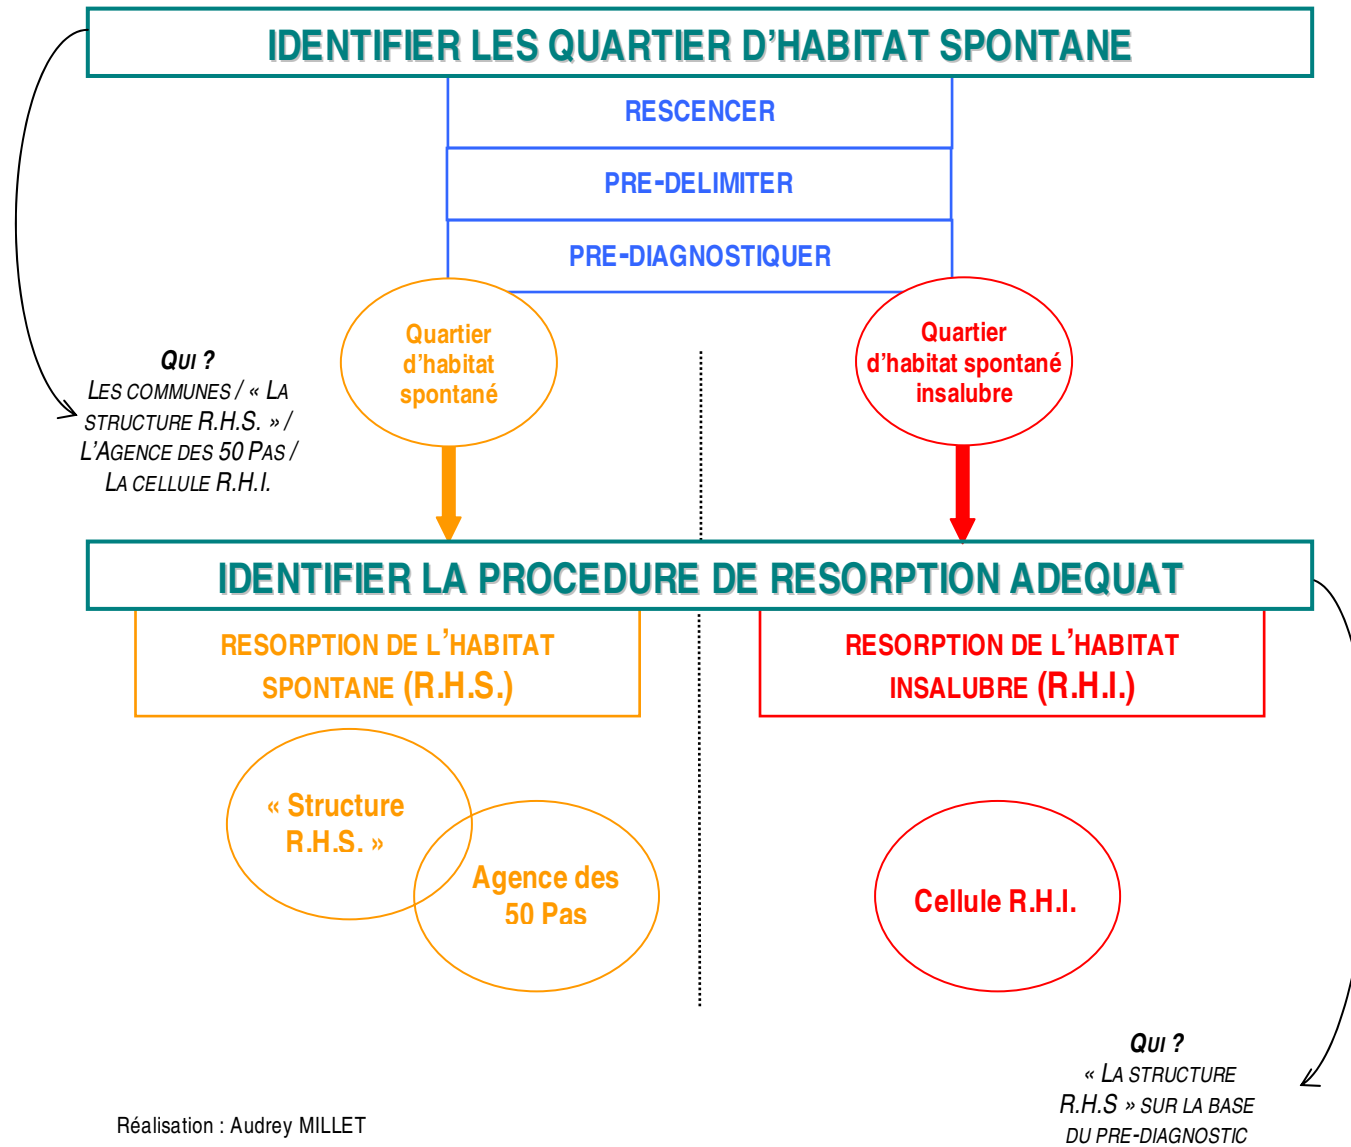 IDENTIFIER LES QUARTIER D'HABITAT SPONTANE
RESCENCER
PRE-DELIMITER
PRE-DIAGNOSTIQUER
Quartier
d'habitat
spontané
Quartier
d'habitat spontané
insalubre
QUI ?
LES COMMUNES / « LA
STRUCTURE R.H.S. » /
L'AGENCE DES 50 PAS /
LA CELLULE R.H.I.
IDENTIFIER LA PROCEDURE DE RESORPTION ADEQUAT
RESORPTION DE L'HABITAT
SPONTANE (R.H.S.)
RESORPTION DE L'HABITAT
INSALUBRE (R.H.I.)
« Structure
R.H.S. »
Agence des
50 Pas
Cellule R.H.I.
QUI ?
« LA STRUCTURE
R.H.S » SUR LA BASE
DU PRE-DIAGNOSTIC
Réalisation : Audrey MILLET